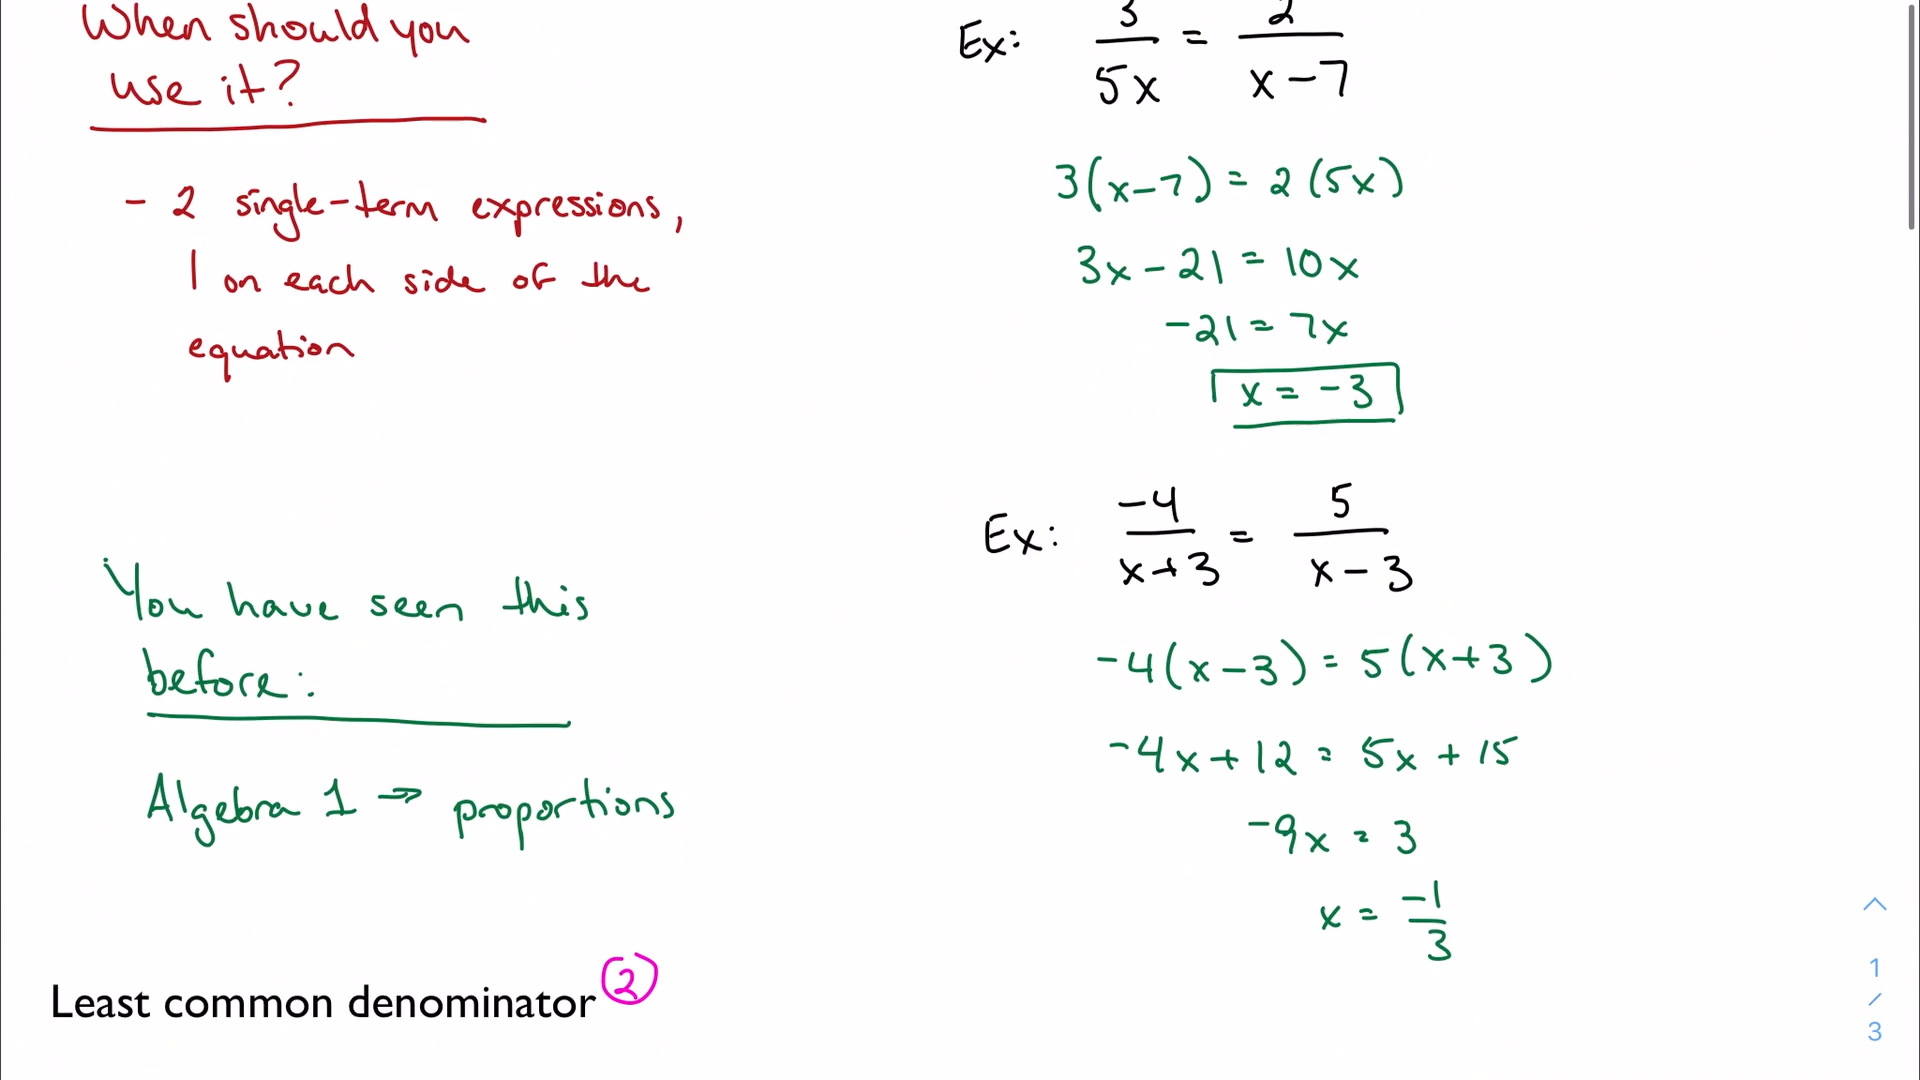 When should you
use it?
- 2 single-term expressions,
1 on each side of the
equation
You have seen this
before:
Algebra 1 → proportions
Least common denominator ②
Ex: 3/5x = 2/x-7
3(x-7) = 2(5x)
3x - 21 = 10x
-21 = 7x
x = -3
Ex: -4/x+3 = 5/x-3
-4(x-3) = 5(x+3)
-4x+12 = 5x+15
-9x = 3
x = -1/3
1
/
3